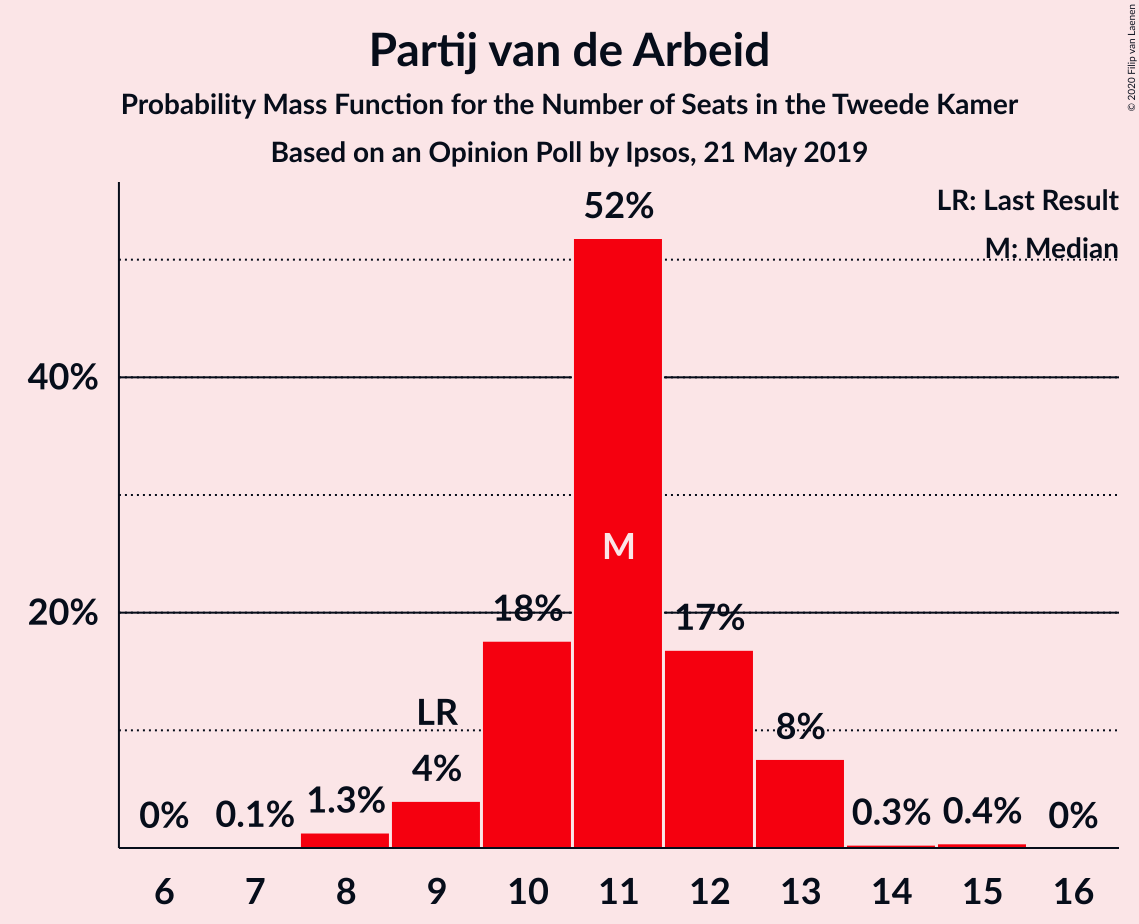 Partij van de Arbeid
Probability Mass Function for the Number of Seats in the Tweede Kamer
Based on an Opinion Poll by Ipsos, 21 May 2019
© 2020 Filip van Laenen
LR: Last Result
M: Median
52%
40%
M
20%
18%
17%
LR
8%
4%
0%
0.1%
1.3%
0.3%
0.4%
0%
6 7 8 9 10 11 12 13 14 15 16